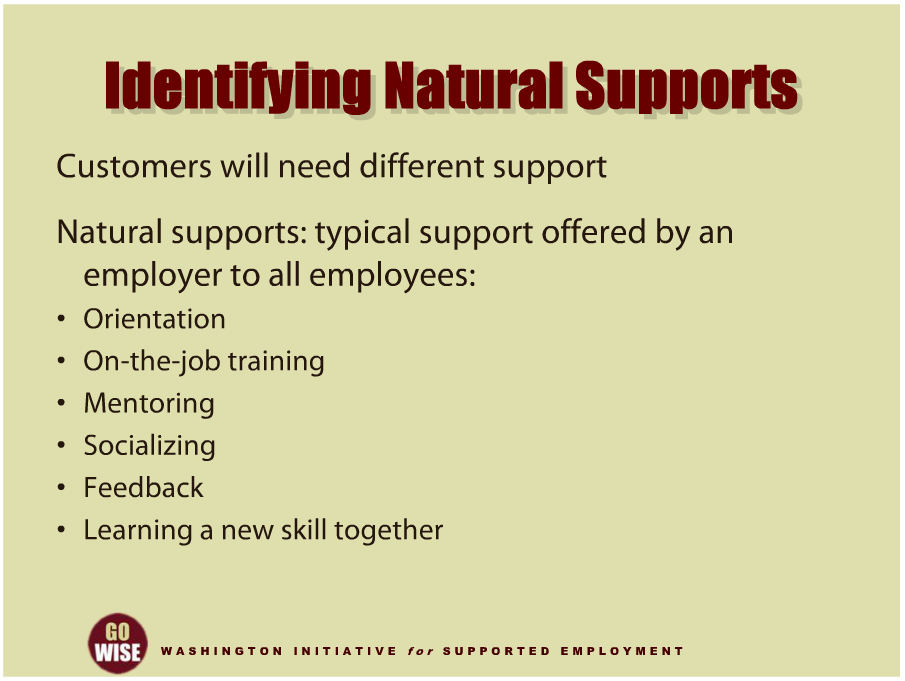 Identifying Natural Supports
Customers will need different support
Natural supports: typical support offered by an
employer to all employees:
• Orientation
• On-the-job training
• Mentoring
• Socializing
• Feedback
• Learning a new skill together
GO
WISE
WASHINGTON INITIATIVE for SUPPORTED EMPLOYMENT